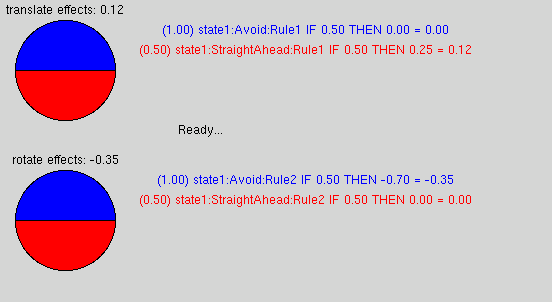 translate effects: 0.12
(1.00) state1:Avoid:Rule1 IF 0.50 THEN 0.00 = 0.00
(0.50) state1:StraightAhead:Rule1 IF 0.50 THEN 0.25 = 0.12
Ready...
rotate effects: -0.35
(1.00) state1:Avoid:Rule2 IF 0.50 THEN -0.70 = -0.35
(0.50) state1:StraightAhead:Rule2 IF 0.50 THEN 0.00 = 0.00